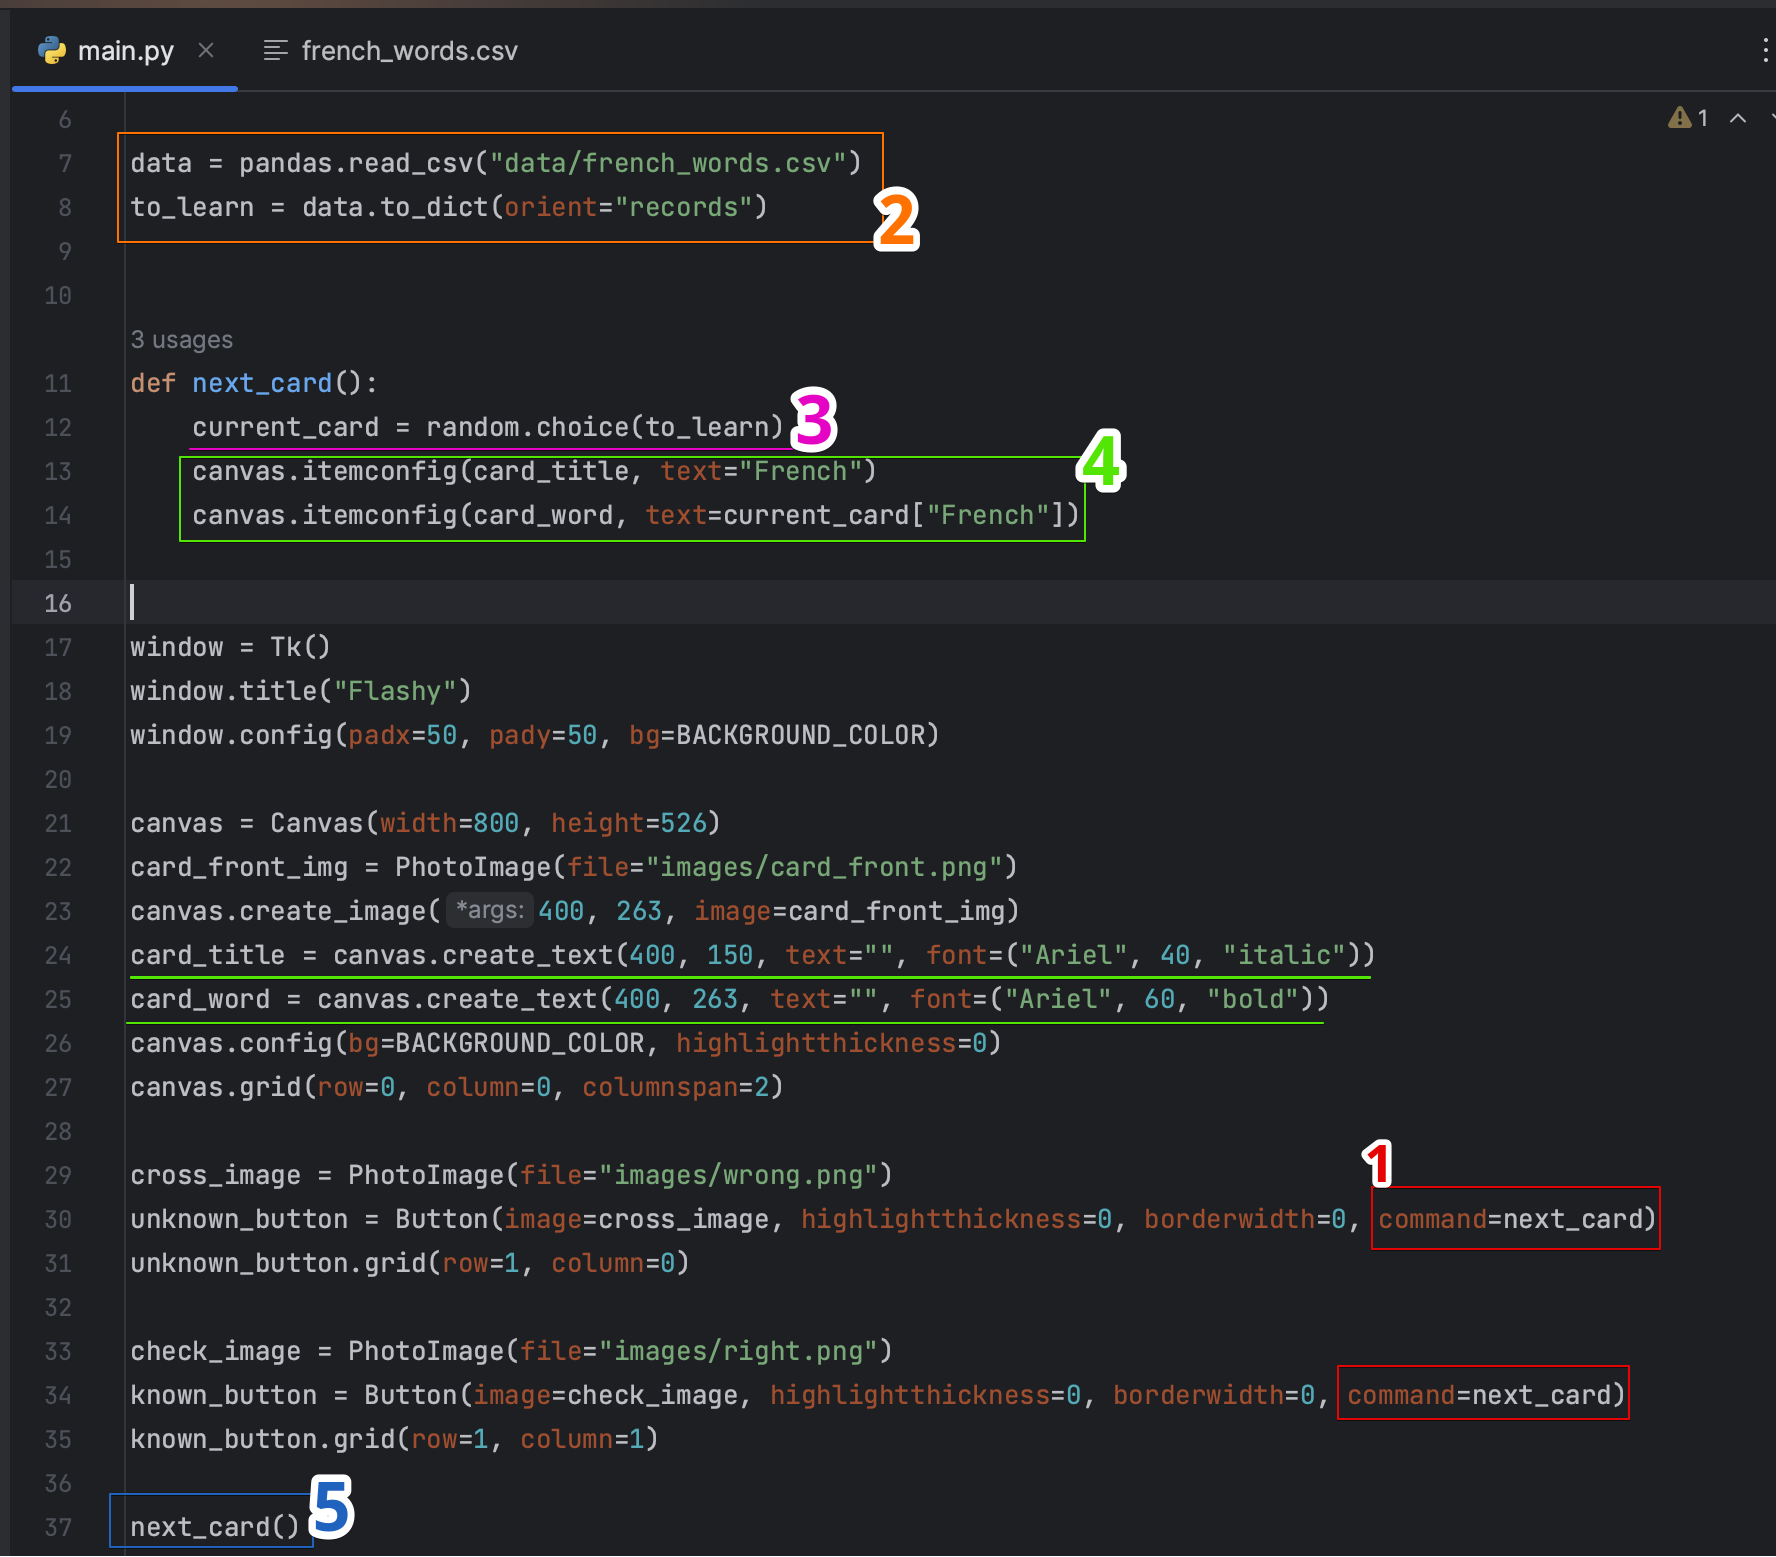 main.py
french_words.csv
1
6
7 data = pandas.read_csv("data/french_words.csv")
8 to_learn = data.to_dict(orient="records")
2
9
10
3 usages
11 def next_card():
12     current_card = random.choice(to_learn)
3
13     canvas.itemconfig(card_title, text="French")
4
14     canvas.itemconfig(card_word, text=current_card["French"])
15
16
17 window = Tk()
18 window.title("Flashy")
19 window.config(padx=50, pady=50, bg=BACKGROUND_COLOR)
20
21 canvas = Canvas(width=800, height=526)
22 card_front_img = PhotoImage(file="images/card_front.png")
23 canvas.create_image( *args: 400, 263, image=card_front_img)
24 card_title = canvas.create_text(400, 150, text="", font=("Ariel", 40, "italic"))
25 card_word = canvas.create_text(400, 263, text="", font=("Ariel", 60, "bold"))
26 canvas.config(bg=BACKGROUND_COLOR, highlightthickness=0)
27 canvas.grid(row=0, column=0, columnspan=2)
28
29 cross_image = PhotoImage(file="images/wrong.png")
1
30 unknown_button = Button(image=cross_image, highlightthickness=0, borderwidth=0, command=next_card)
31 unknown_button.grid(row=1, column=0)
32
33 check_image = PhotoImage(file="images/right.png")
34 known_button = Button(image=check_image, highlightthickness=0, borderwidth=0, command=next_card)
35 known_button.grid(row=1, column=1)
36
5
37 next_card()